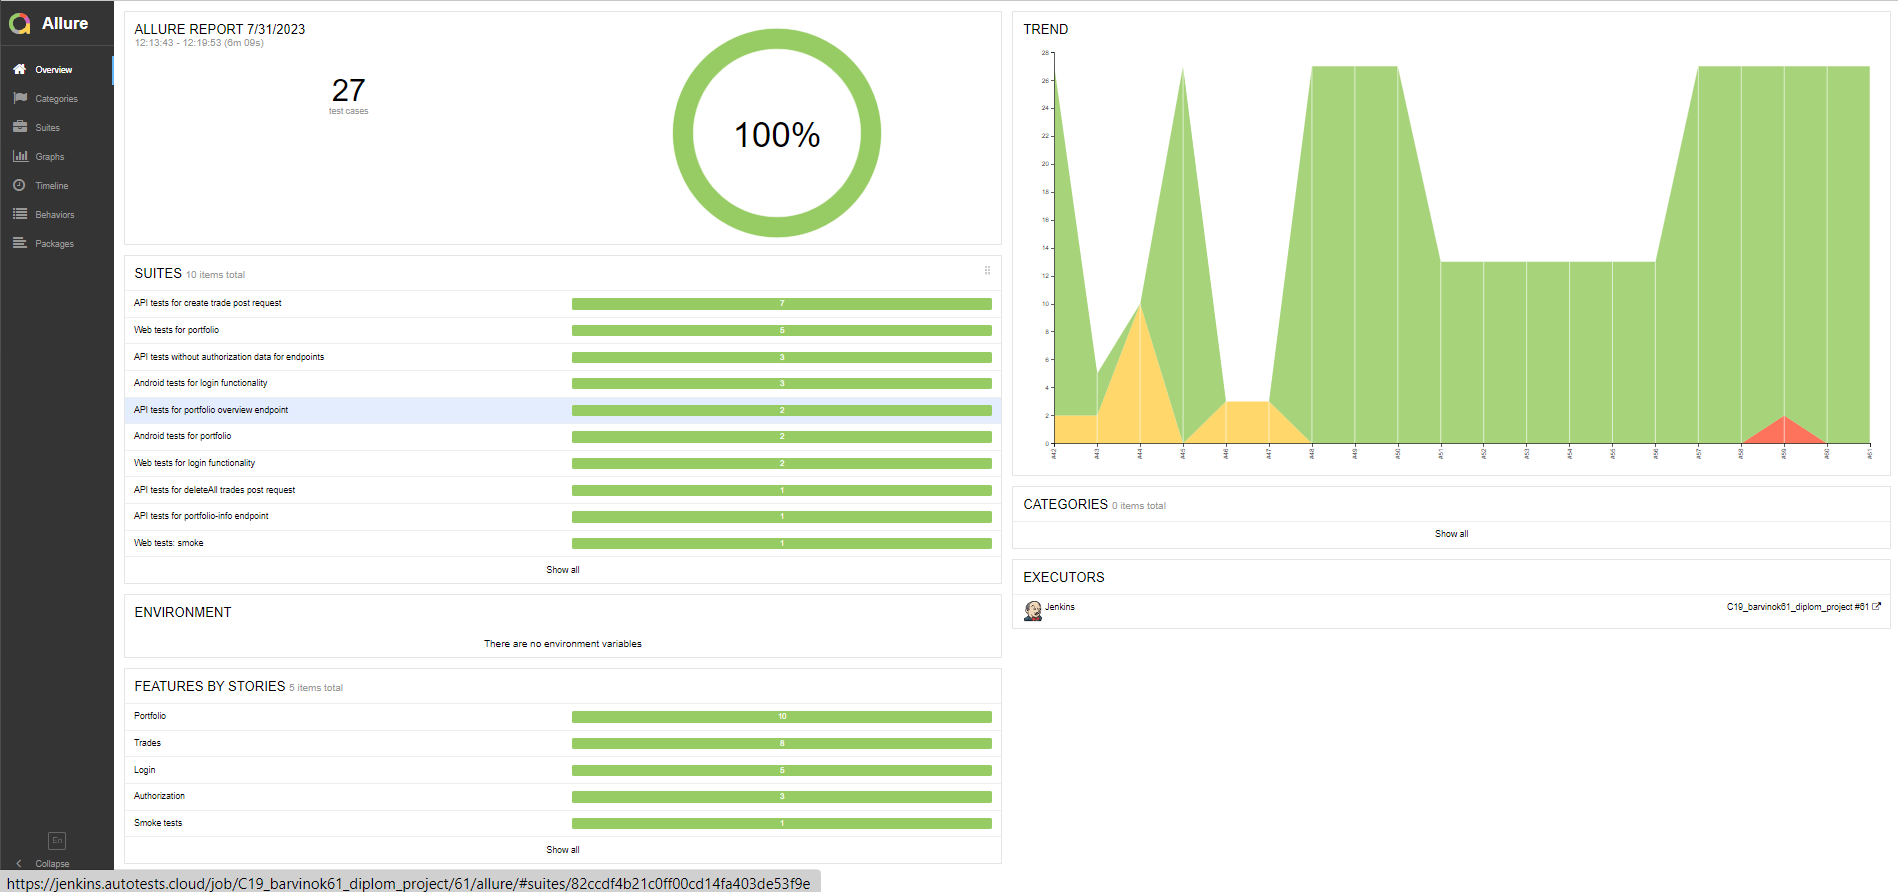 Allure
Overview
Categories
Suites
Graphs
Timeline
Behaviors
Packages
En
Collapse
ALLURE REPORT 7/31/2023
12:13:43 - 12:19:53 (6m 09s)
27
test cases
100%
SUITES 10 items total
API tests for create trade post request 7
Web tests for portfolio 5
API tests without authorization data for endpoints 3
Android tests for login functionality 3
API tests for portfolio overview endpoint 2
Android tests for portfolio 2
Web tests for login functionality 2
API tests for deleteAll trades post request 1
API tests for portfolio-info endpoint 1
Web tests: smoke 1
Show all
ENVIRONMENT
There are no environment variables
FEATURES BY STORIES 5 items total
Portfolio 10
Trades 8
Login 5
Authorization 3
Smoke tests 1
Show all
TREND
28
26
24
22
20
18
16
14
12
10
8
6
4
2
0
#42 #43 #44 #45 #46 #47 #48 #49 #50 #51 #52 #53 #54 #55 #56 #57 #58 #59 #60 #61
CATEGORIES 0 items total
Show all
EXECUTORS
Jenkins C19_barvinok61_diplom_project #61
https://jenkins.autotests.cloud/job/C19_barvinok61_diplom_project/61/allure/#suites/82ccdf4b21c0ff00cd14fa403de53f9e